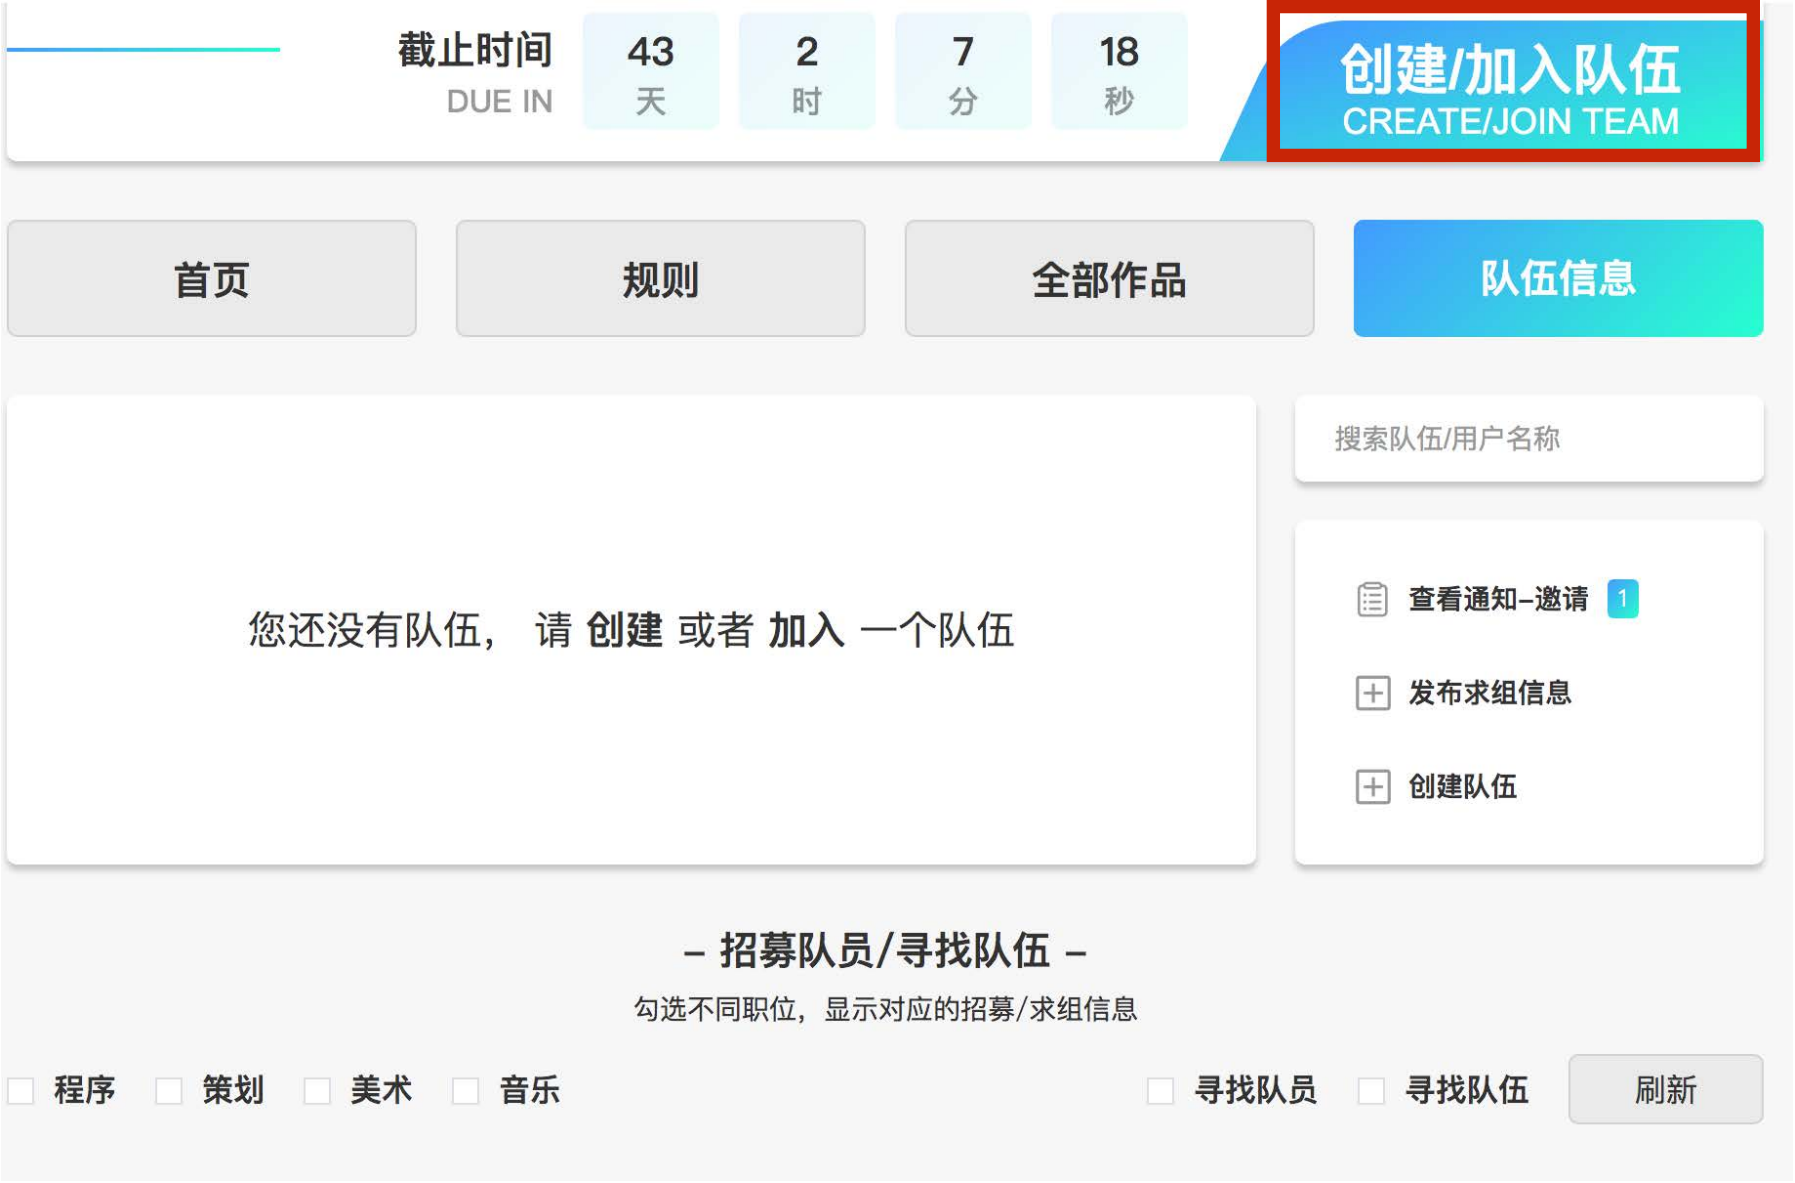 截止时间
DUE IN
43
天
2
时
7
分
18
秒
创建/加入队伍
CREATE/JOIN TEAM
首页
规则
全部作品
队伍信息
您还没有队伍， 请 创建 或者 加入 一个队伍
搜索队伍/用户名称
查看通知–邀请 1
发布求组信息
创建队伍
– 招募队员/寻找队伍 –
勾选不同职位，显示对应的招募/求组信息
程序 策划 美术 音乐 寻找队员 寻找队伍 刷新